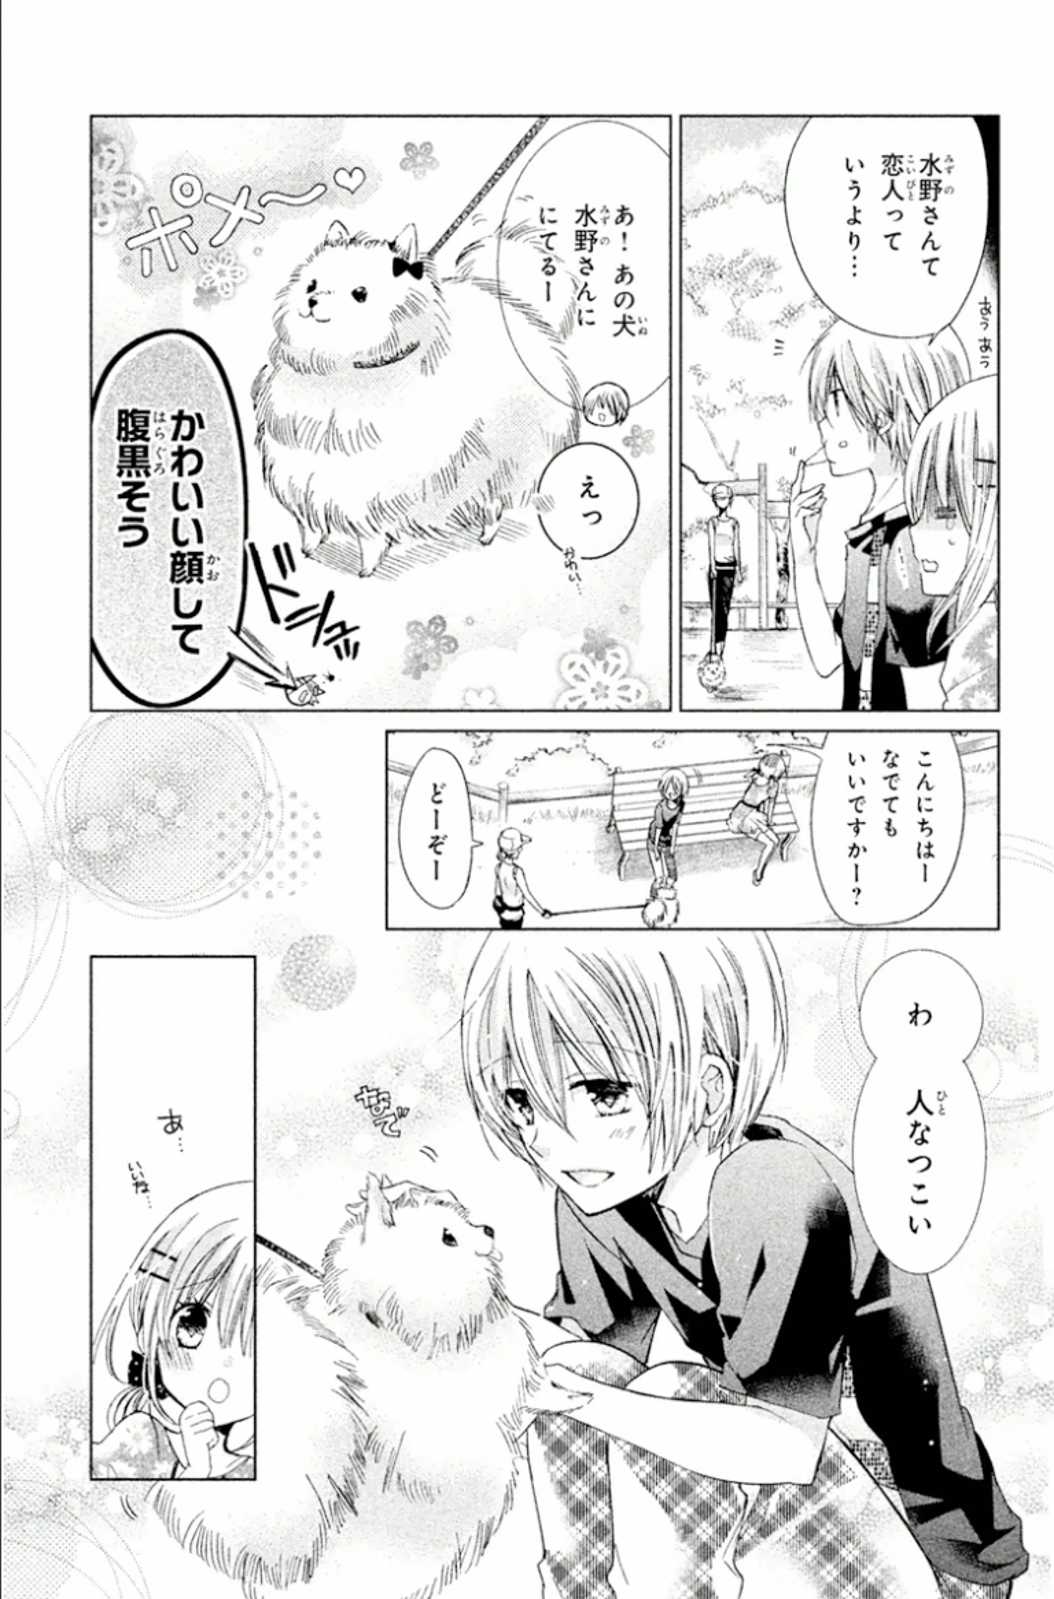 水野さんて
恋人って
いうより…
あぅ あぅ
あ！あの犬
水野さんに
にてるー
ポメ～♡
えっ
かわい…
かわいい顔して
腹黒そう
ドシュッ
こんにちはー
なでても
いいですかー？
どーぞー
わ
人なつこい
なで
あ…
いいな…